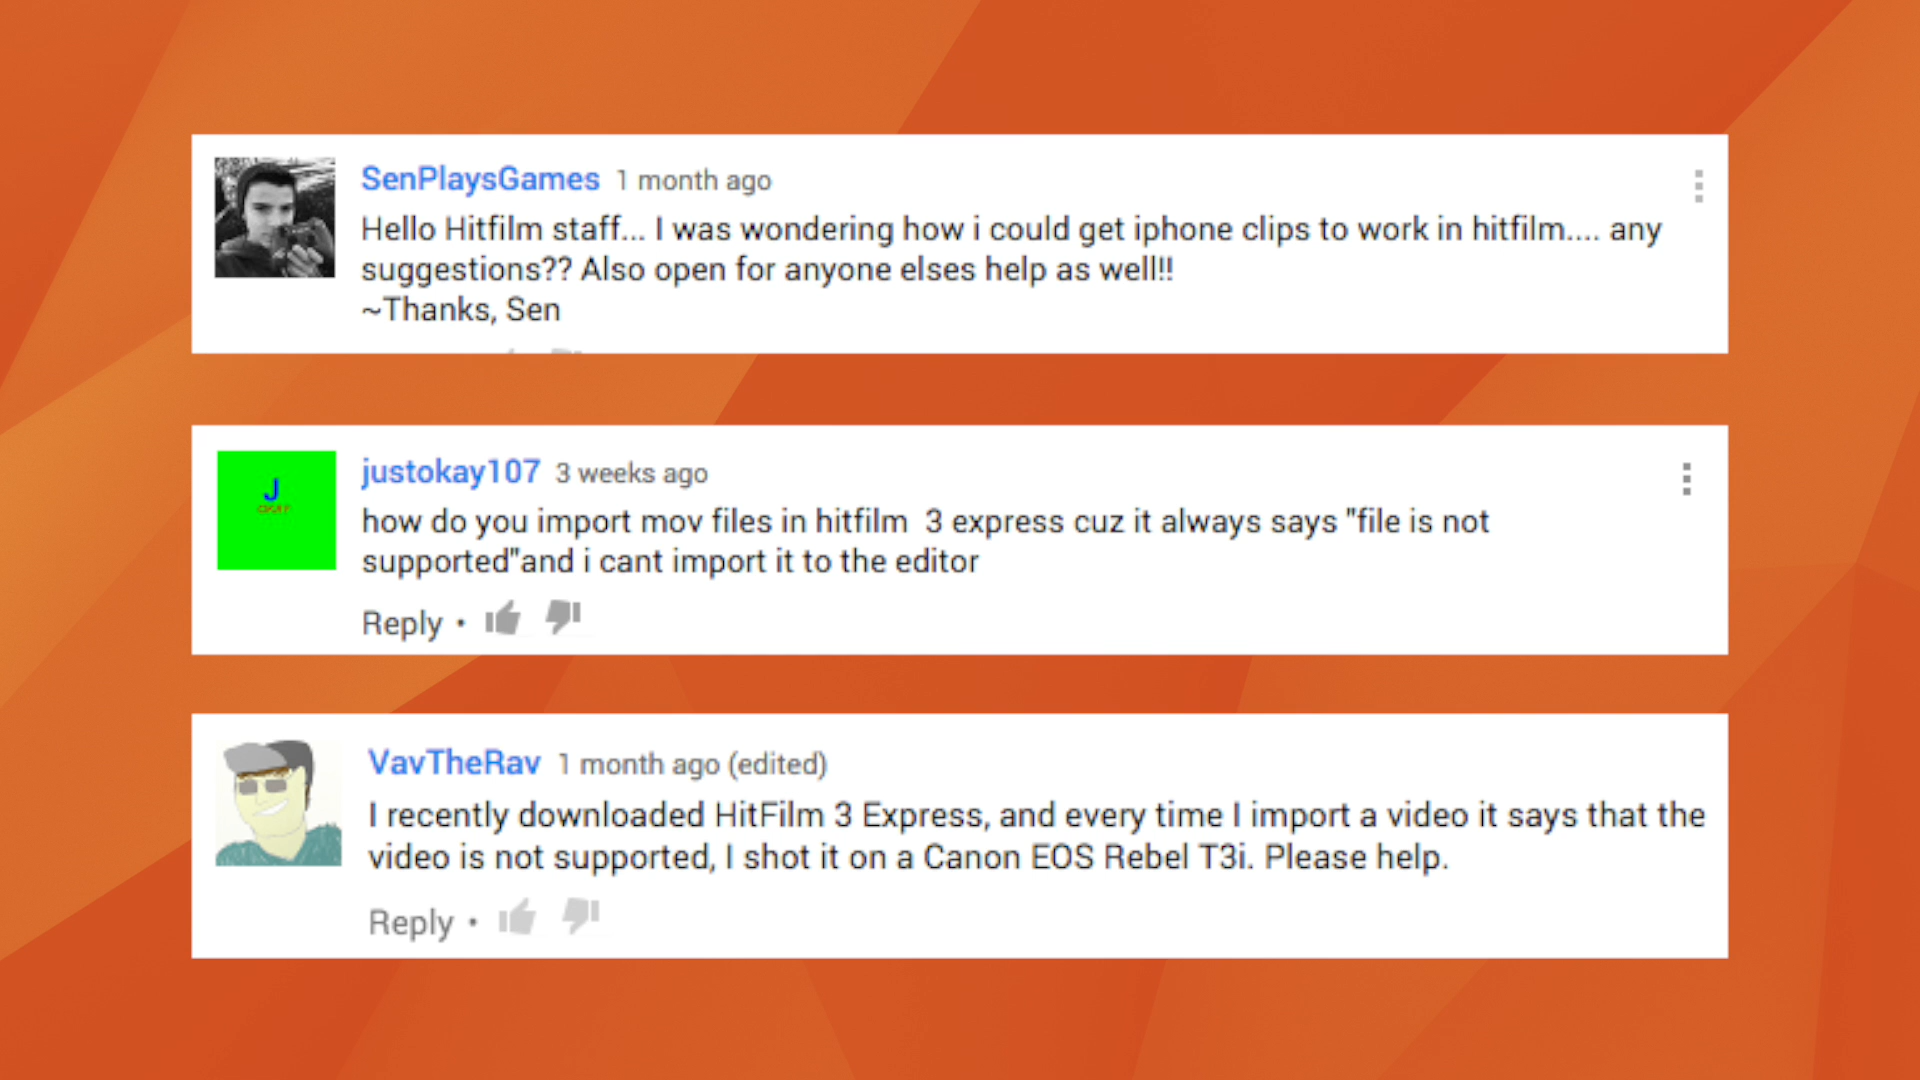 SenPlaysGames 1 month ago
Hello Hitfilm staff... I was wondering how i could get iphone clips to work in hitfilm.... any
suggestions?? Also open for anyone elses help as well!!
~Thanks, Sen
J
OKAY
justokay107 3 weeks ago
how do you import mov files in hitfilm  3 express cuz it always says "file is not
supported"and i cant import it to the editor
Reply •
VavTheRav 1 month ago (edited)
I recently downloaded HitFilm 3 Express, and every time I import a video it says that the
video is not supported, I shot it on a Canon EOS Rebel T3i. Please help.
Reply •